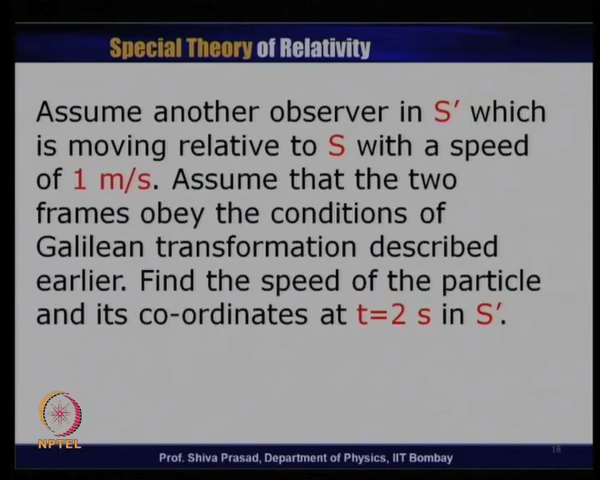 Special Theory of Relativity
Assume another observer in S′ which
is moving relative to S with a speed
of 1 m/s. Assume that the two
frames obey the conditions of
Galilean transformation described
earlier. Find the speed of the particle
and its co-ordinates at t=2 s in S′.
NPTEL
Prof. Shiva Prasad, Department of Physics, IIT Bombay
18